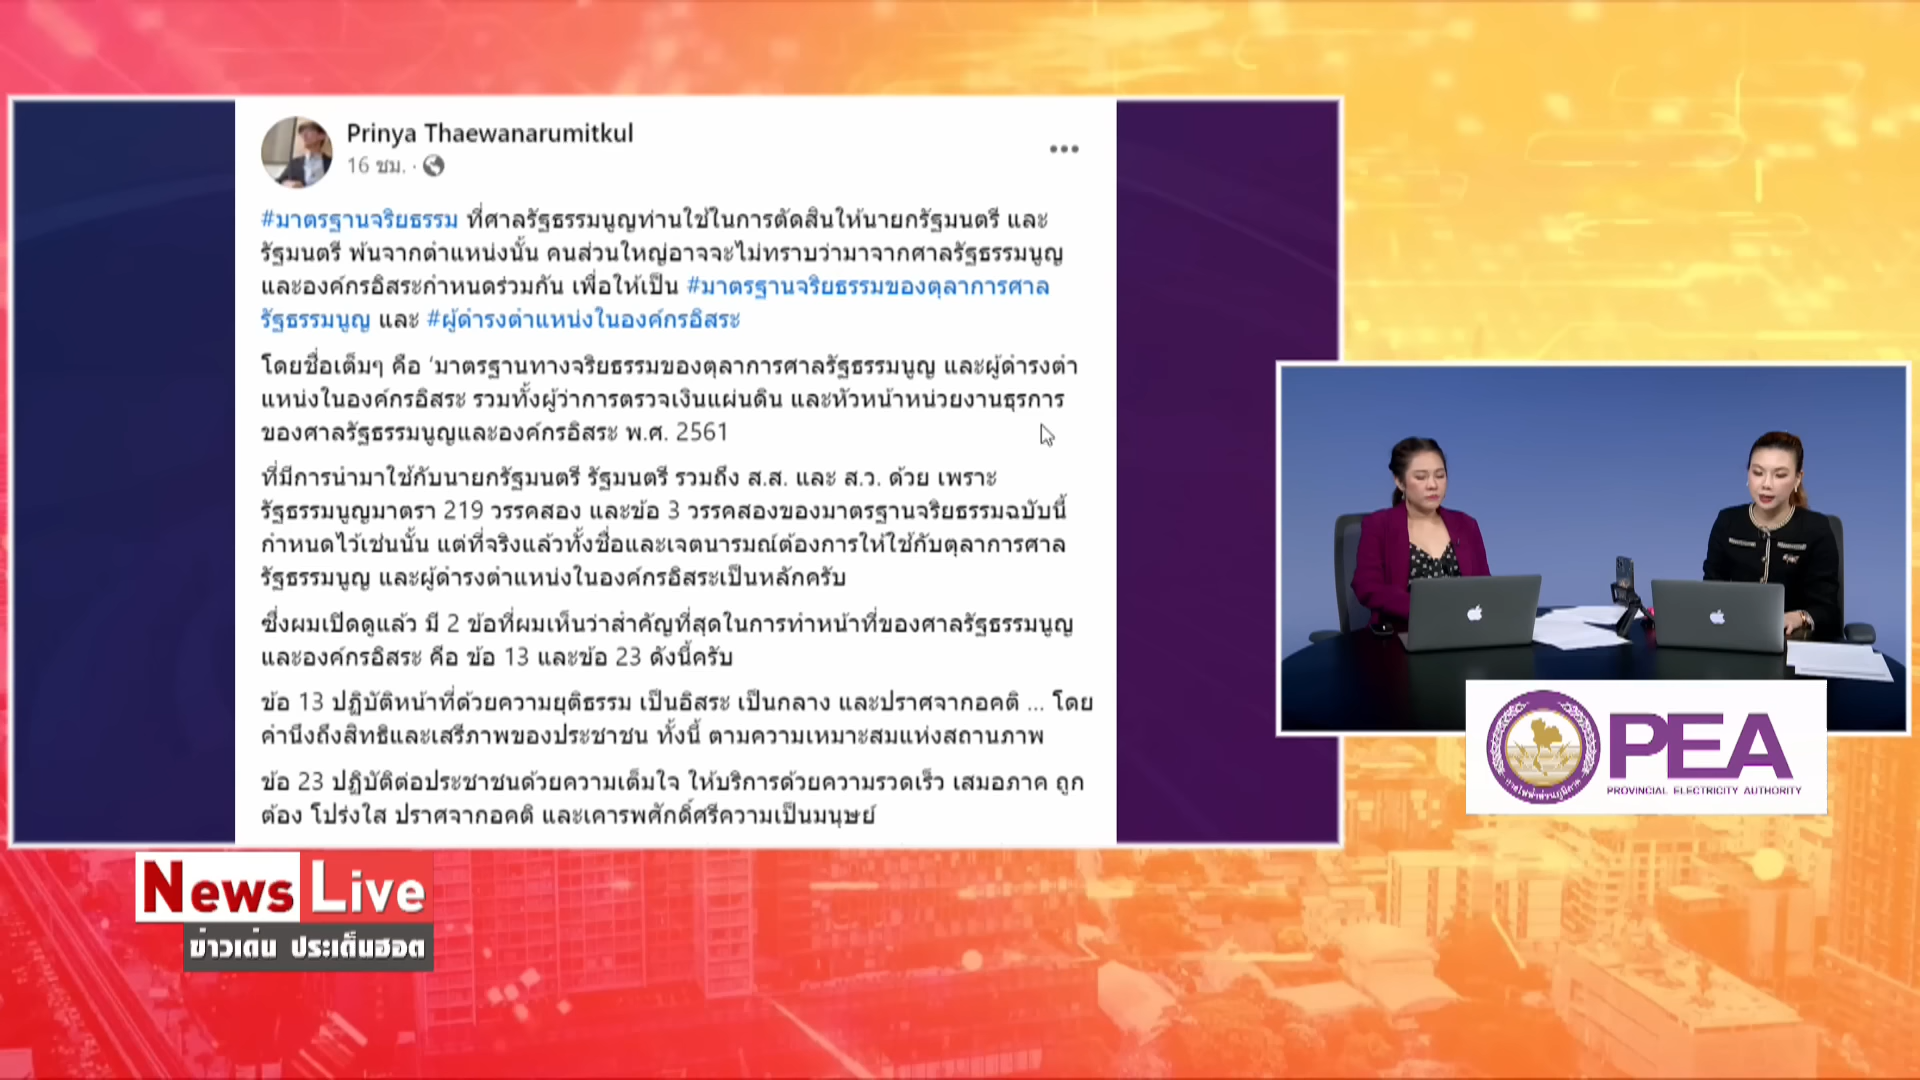 Prinya Thaewanarumitkul
16 ชม. ·
#มาตรฐานจริยธรรม ที่ศาลรัฐธรรมนูญท่านใช้ในการตัดสินให้นายกรัฐมนตรี และ
รัฐมนตรี พ้นจากตำแหน่งนั้น คนส่วนใหญ่อาจจะไม่ทราบว่ามาจากศาลรัฐธรรมนูญ
และองค์กรอิสระกำหนดร่วมกัน เพื่อให้เป็น #มาตรฐานจริยธรรมของตุลาการศาล
รัฐธรรมนูญ และ #ผู้ดำรงตำแหน่งในองค์กรอิสระ
โดยชื่อเต็มๆ คือ ‘มาตรฐานทางจริยธรรมของตุลาการศาลรัฐธรรมนูญ และผู้ดำรงตำ
แหน่งในองค์กรอิสระ รวมทั้งผู้ว่าการตรวจเงินแผ่นดิน และหัวหน้าหน่วยงานธุรการ
ของศาลรัฐธรรมนูญและองค์กรอิสระ พ.ศ. 2561
ที่มีการนำมาใช้กับนายกรัฐมนตรี รัฐมนตรี รวมถึง ส.ส. และ ส.ว. ด้วย เพราะ
รัฐธรรมนูญมาตรา 219 วรรคสอง และข้อ 3 วรรคสองของมาตรฐานจริยธรรมฉบับนี้
กำหนดไว้เช่นนั้น แต่ที่จริงแล้วทั้งชื่อและเจตนารมณ์ต้องการให้ใช้กับตุลาการศาล
รัฐธรรมนูญ และผู้ดำรงตำแหน่งในองค์กรอิสระเป็นหลักครับ
ซึ่งผมเปิดดูแล้ว มี 2 ข้อที่ผมเห็นว่าสำคัญที่สุดในการทำหน้าที่ของศาลรัฐธรรมนูญ
และองค์กรอิสระ คือ ข้อ 13 และข้อ 23 ดังนี้ครับ
ข้อ 13 ปฏิบัติหน้าที่ด้วยความยุติธรรม เป็นอิสระ เป็นกลาง และปราศจากอคติ ... โดย
คำนึงถึงสิทธิและเสรีภาพของประชาชน ทั้งนี้ ตามความเหมาะสมแห่งสถานภาพ
ข้อ 23 ปฏิบัติต่อประชาชนด้วยความเต็มใจ ให้บริการด้วยความรวดเร็ว เสมอภาค ถูก
ต้อง โปร่งใส ปราศจากอคติ และเคารพศักดิ์ศรีความเป็นมนุษย์
PEA
PROVINCIAL ELECTRICITY AUTHORITY
การไฟฟ้าส่วนภูมิภาค
News Live
ข่าวเด่น ประเด็นฮอต